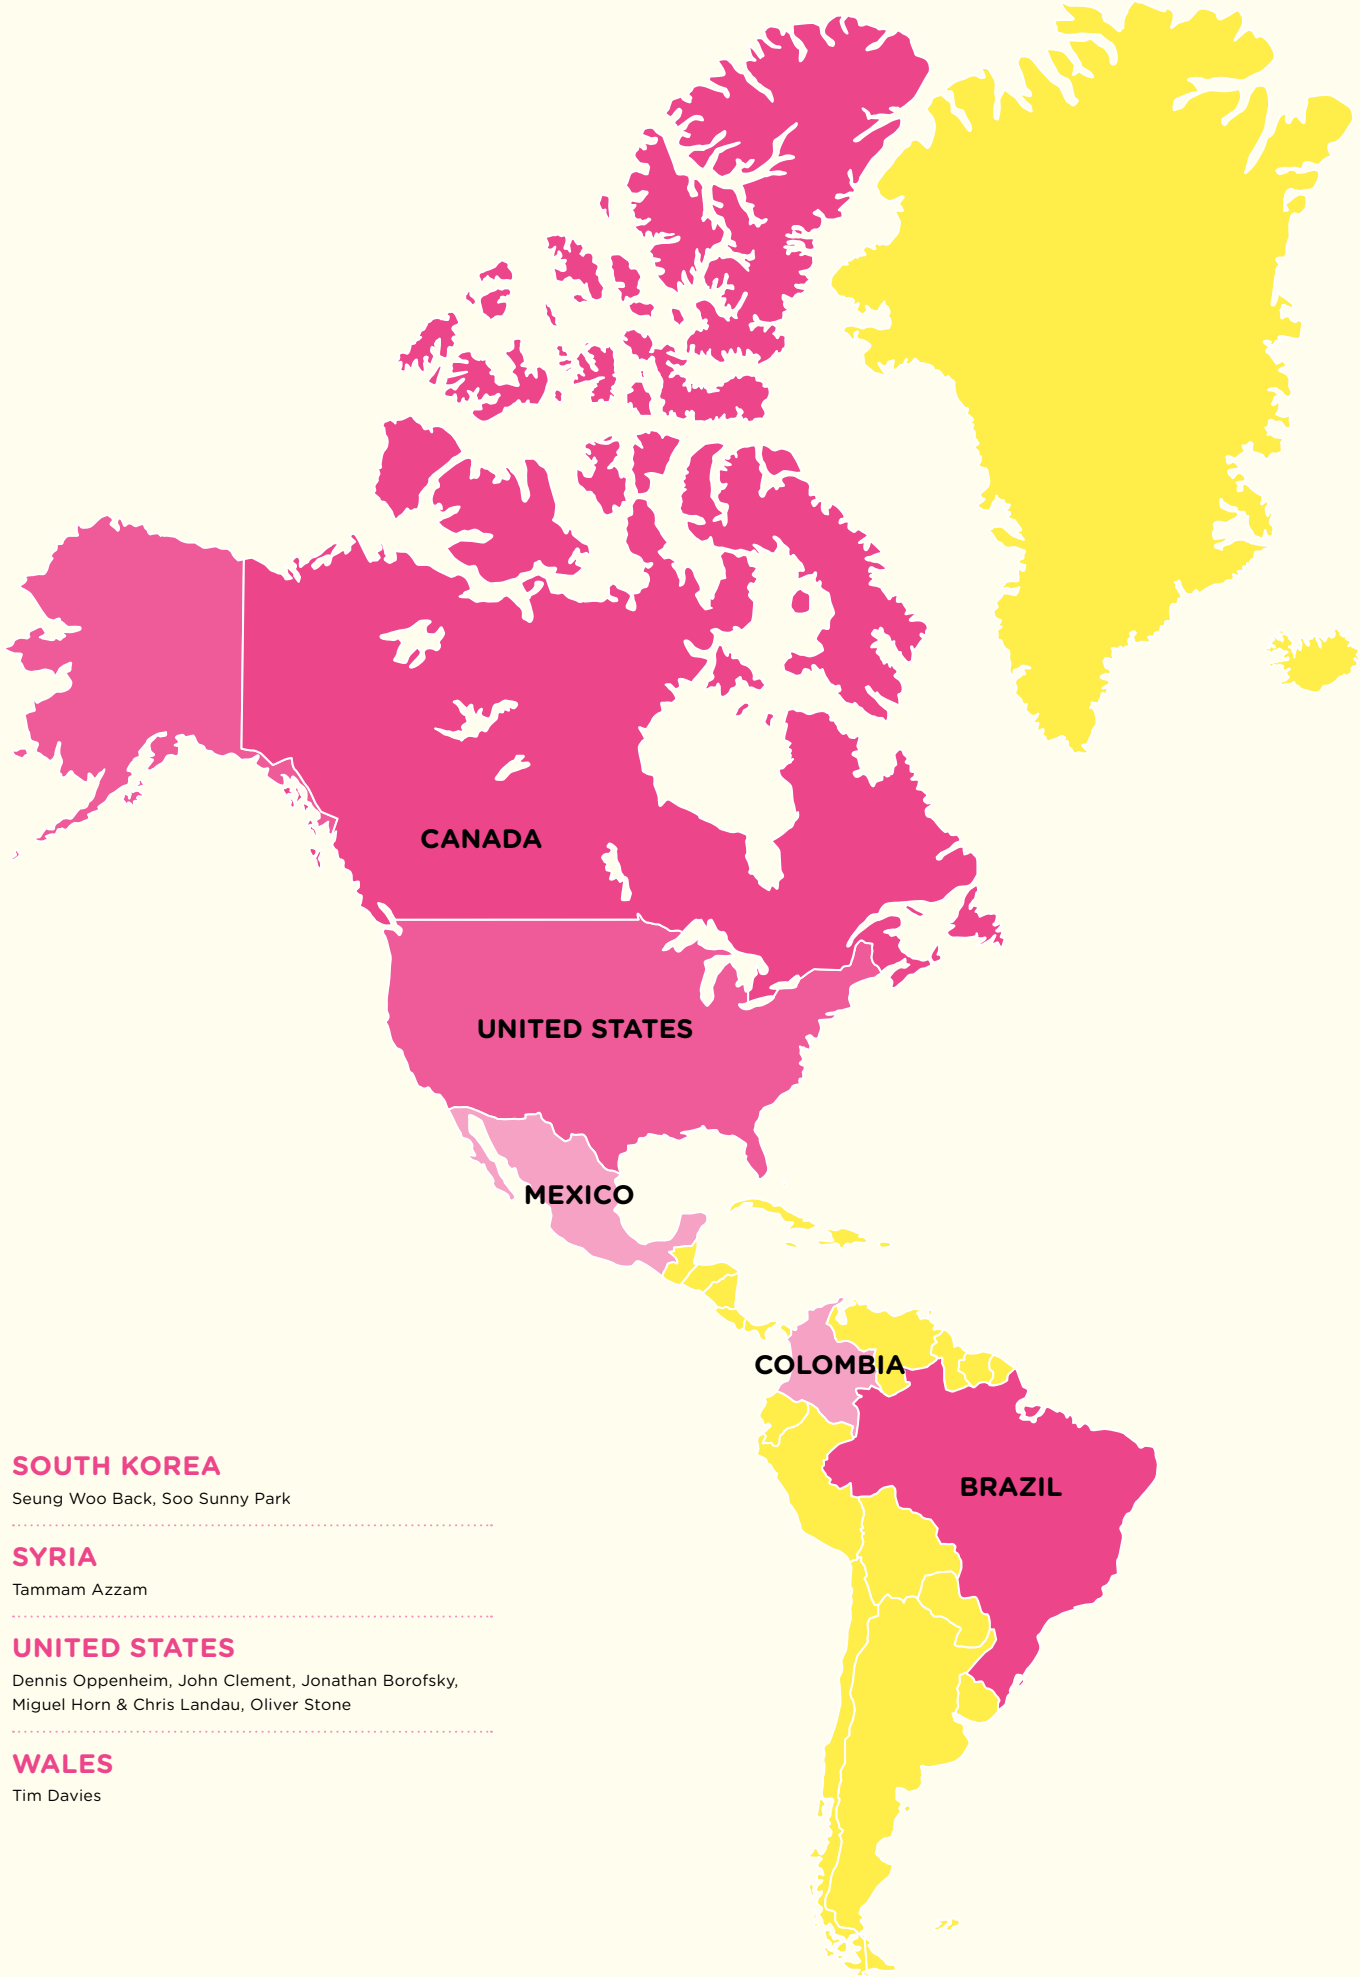 CANADA
UNITED STATES
MEXICO
COLOMBIA
BRAZIL
SOUTH KOREA
Seung Woo Back, Soo Sunny Park
SYRIA
Tammam Azzam
UNITED STATES
Dennis Oppenheim, John Clement, Jonathan Borofsky,
Miguel Horn & Chris Landau, Oliver Stone
WALES
Tim Davies